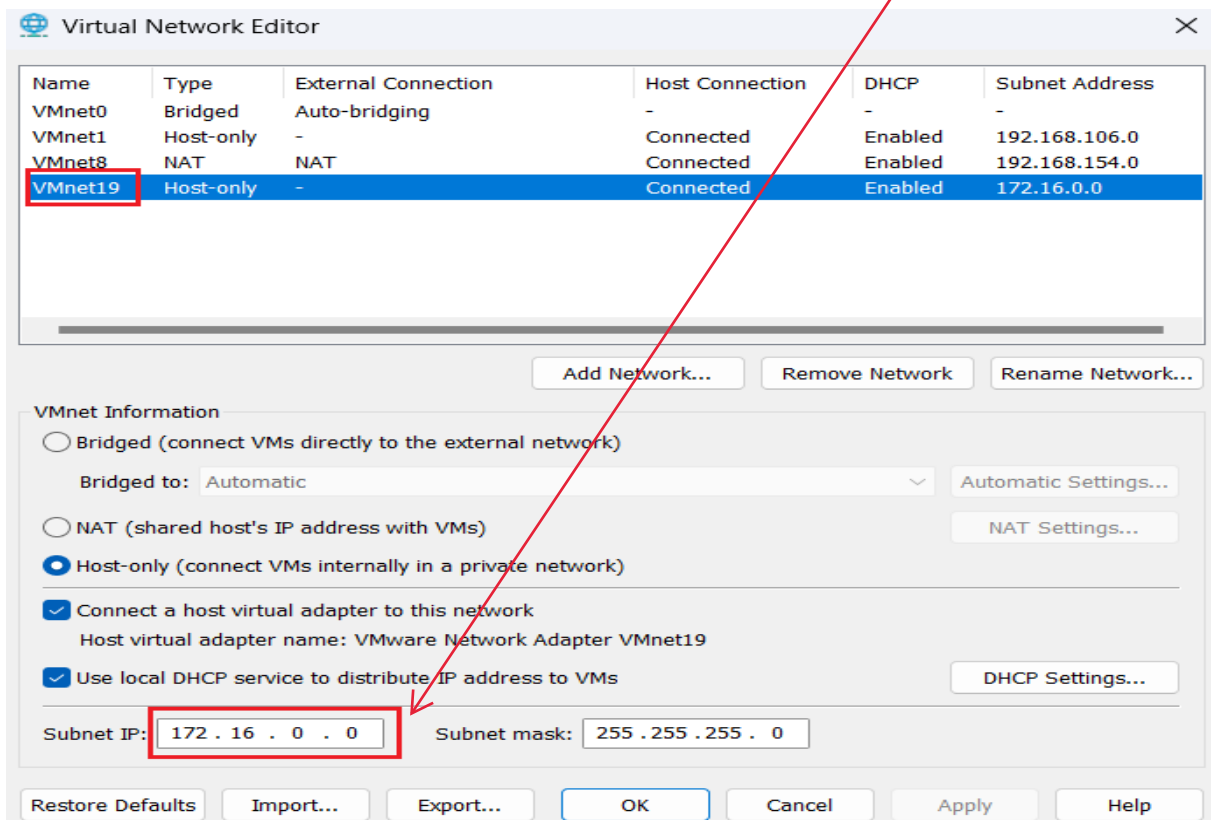 Virtual Network Editor
Name Type External Connection Host Connection DHCP Subnet Address
VMnet0 Bridged Auto-bridging - - -
VMnet1 Host-only - Connected Enabled 192.168.106.0
VMnet8 NAT NAT Connected Enabled 192.168.154.0
VMnet19 Host-only - Connected Enabled 172.16.0.0
Add Network... Remove Network Rename Network...
VMnet Information
Bridged (connect VMs directly to the external network)
Bridged to: Automatic Automatic Settings...
NAT (shared host's IP address with VMs) NAT Settings...
Host-only (connect VMs internally in a private network)
Connect a host virtual adapter to this network
Host virtual adapter name: VMware Network Adapter VMnet19
Use local DHCP service to distribute IP address to VMs DHCP Settings...
Subnet IP: 172 . 16 . 0 . 0 Subnet mask: 255 . 255 . 255 . 0
Restore Defaults Import... Export... OK Cancel Apply Help